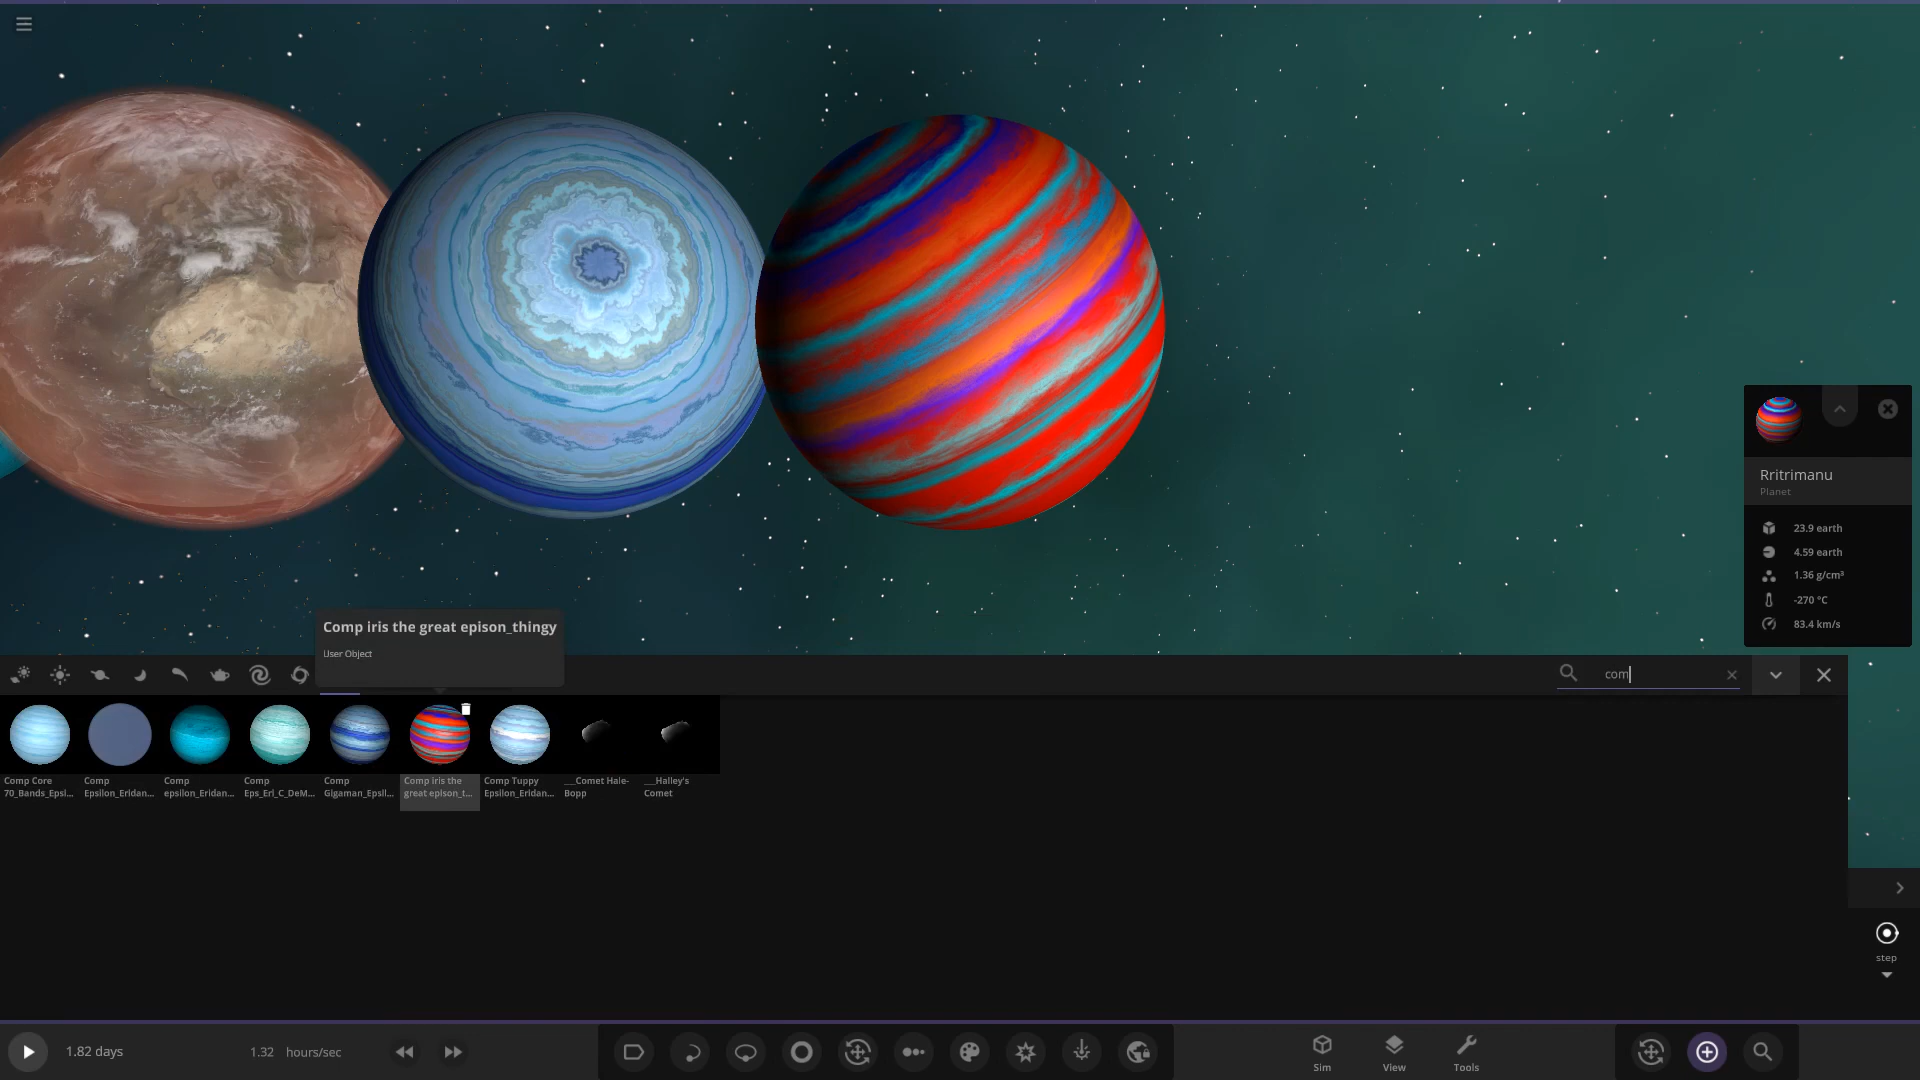 Rritrimanu
Planet
23.9 earth
4.59 earth
1.36 g/cm³
-270 °C
83.4 km/s
Comp iris the great epison_thingy
User Object
com
Comp Core
70_Bands_Epsi...
Comp
Epsilon_Eridan...
Comp
epsilon_Eridan...
Comp
Eps_Eri_C_DeM...
Comp
Gigaman_Epsil...
Comp iris the
great epison_t...
Comp Tuppy
Epsilon_Eridan...
__Comet Hale-
Bopp
__Halley's
Comet
step
1.82 days
1.32 hours/sec
Sim
View
Tools